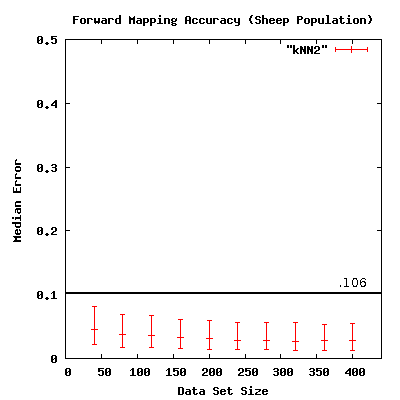 Forward Mapping Accuracy (Sheep Population)
0.5
"kNN2"
0.4
0.3
Median Error
0.2
.106
0.1
0
0 50 100 150 200 250 300 350 400
Data Set Size